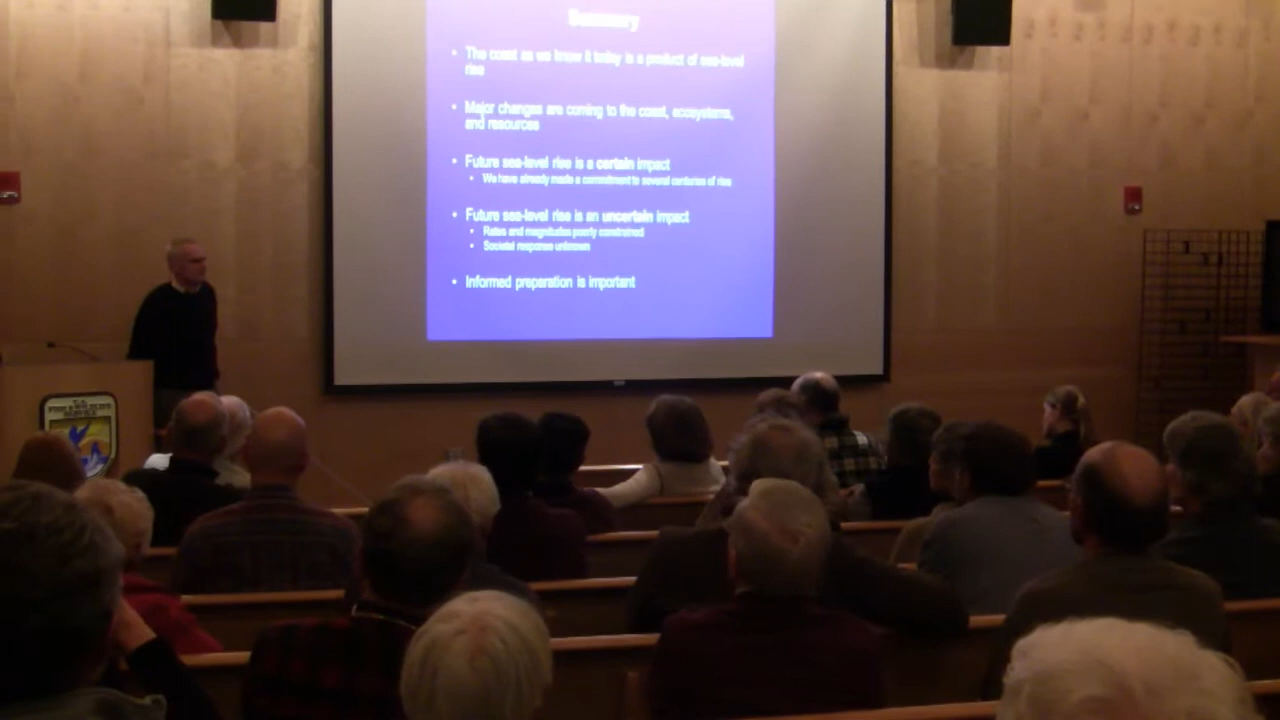 Summary
• The coast as we know it today is a product of sea-level
rise
• Major changes are coming to the coast, ecosystems,
and resources
• Future sea-level rise is a certain impact
• We have already made a commitment to several centuries of rise
• Future sea-level rise is an uncertain impact
• Rates and magnitudes poorly constrained
• Societal response unknown
• Informed preparation is important
U.S.
FISH & WILDLIFE
SERVICE